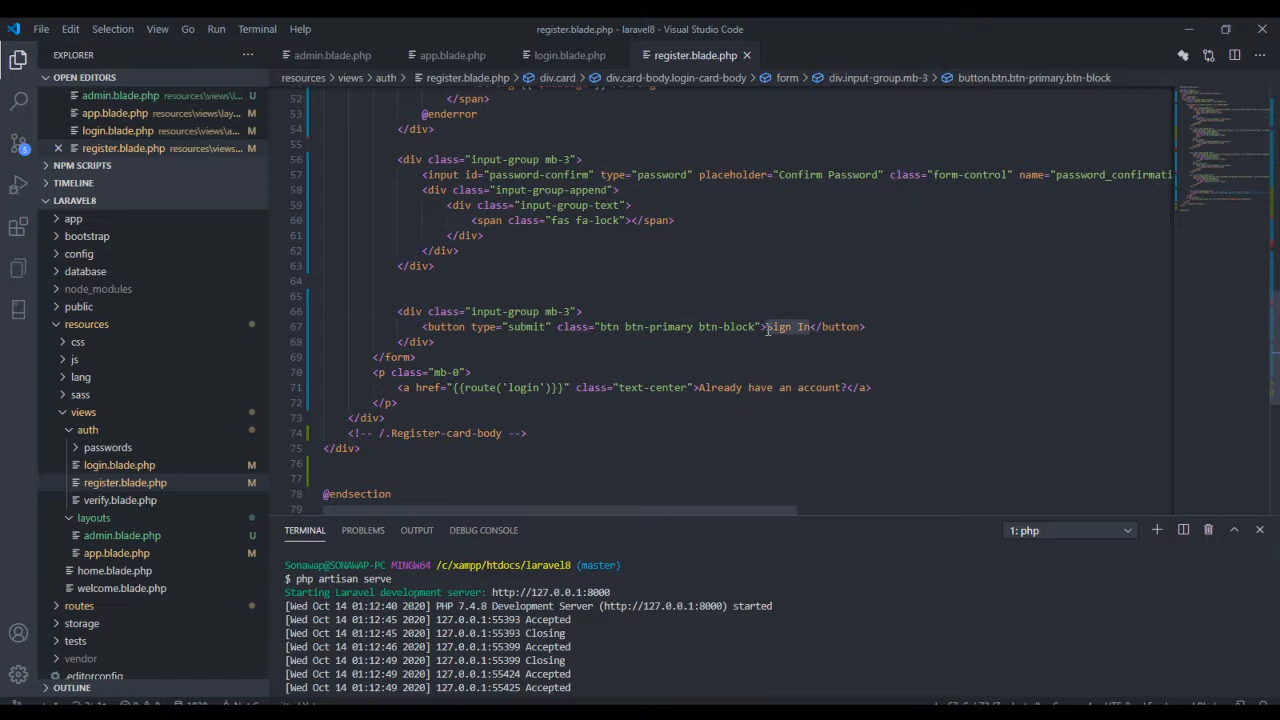 File Edit Selection View Go Run Terminal Help
register.blade.php - laravel8 - Visual Studio Code
EXPLORER
admin.blade.php app.blade.php login.blade.php register.blade.php
OPEN EDITORS
resources views auth register.blade.php div.card div.card-body.login-card-body form div.input-group.mb-3 button.btn.btn-primary.btn-block
admin.blade.php resources\views\l... U
app.blade.php resources\views\lay...
login.blade.php resources\views\a...
register.blade.php resources\views...
NPM SCRIPTS
TIMELINE
LARAVEL8
app
bootstrap
config
database
node_modules
public
resources
css
js
lang
sass
views
auth
passwords
login.blade.php M
register.blade.php M
verify.blade.php
layouts
admin.blade.php U
app.blade.php M
home.blade.php
welcome.blade.php
routes
storage
tests
vendor
.editorconfig
OUTLINE
5
52 </span>
53 @enderror
54 </div>
55
56 <div class="input-group mb-3">
57 <input id="password-confirm" type="password" placeholder="Confirm Password" class="form-control" name="password_confirmati
58 <div class="input-group-append">
59 <div class="input-group-text">
60 <span class="fas fa-lock"></span>
61 </div>
62 </div>
63 </div>
64
65
66 <div class="input-group mb-3">
67 <button type="submit" class="btn btn-primary btn-block">Sign In</button>
68 </div>
69 </form>
70 <p class="mb-0">
71 <a href="{{route('login')}}" class="text-center">Already have an account?</a>
72 </p>
73 </div>
74 <!-- /.Register-card-body -->
75 </div>
76
77
78 @endsection
79
TERMINAL PROBLEMS OUTPUT DEBUG CONSOLE 1: php
Sonawap@SONAWAP-PC MINGW64 /c/xampp/htdocs/laravel8 (master)
$ php artisan serve
Starting Laravel development server: http://127.0.0.1:8000
[Wed Oct 14 01:12:40 2020] PHP 7.4.8 Development Server (http://127.0.0.1:8000) started
[Wed Oct 14 01:12:45 2020] 127.0.0.1:55393 Accepted
[Wed Oct 14 01:12:45 2020] 127.0.0.1:55393 Closing
[Wed Oct 14 01:12:46 2020] 127.0.0.1:55399 Accepted
[Wed Oct 14 01:12:49 2020] 127.0.0.1:55399 Closing
[Wed Oct 14 01:12:49 2020] 127.0.0.1:55424 Accepted
[Wed Oct 14 01:12:49 2020] 127.0.0.1:55425 Accepted